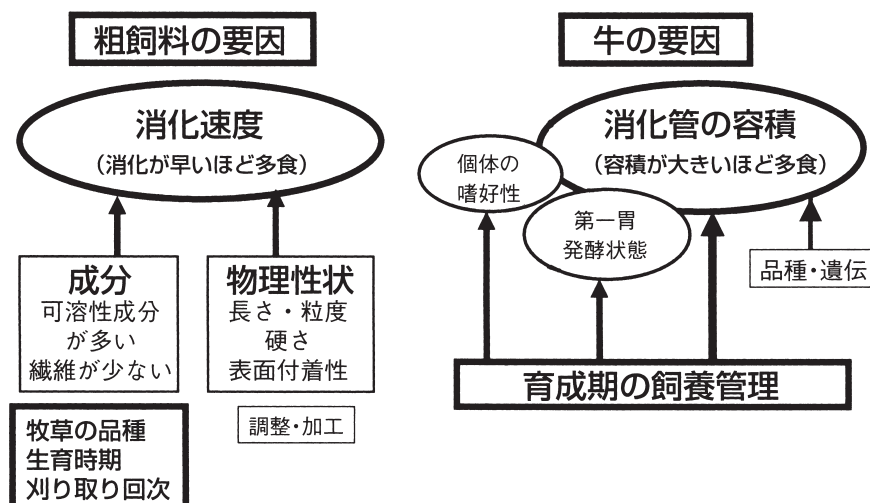 粗飼料の要因
消化速度
(消化が早いほど多食)
成分
可溶性成分
が多い
繊維が少ない
物理性状
長さ・粒度
硬さ
表面付着性
牧草の品種
生育時期
刈り取り回次
調整・加工
牛の要因
消化管の容積
(容積が大きいほど多食)
個体の
嗜好性
第一胃
発酵状態
品種・遺伝
育成期の飼養管理